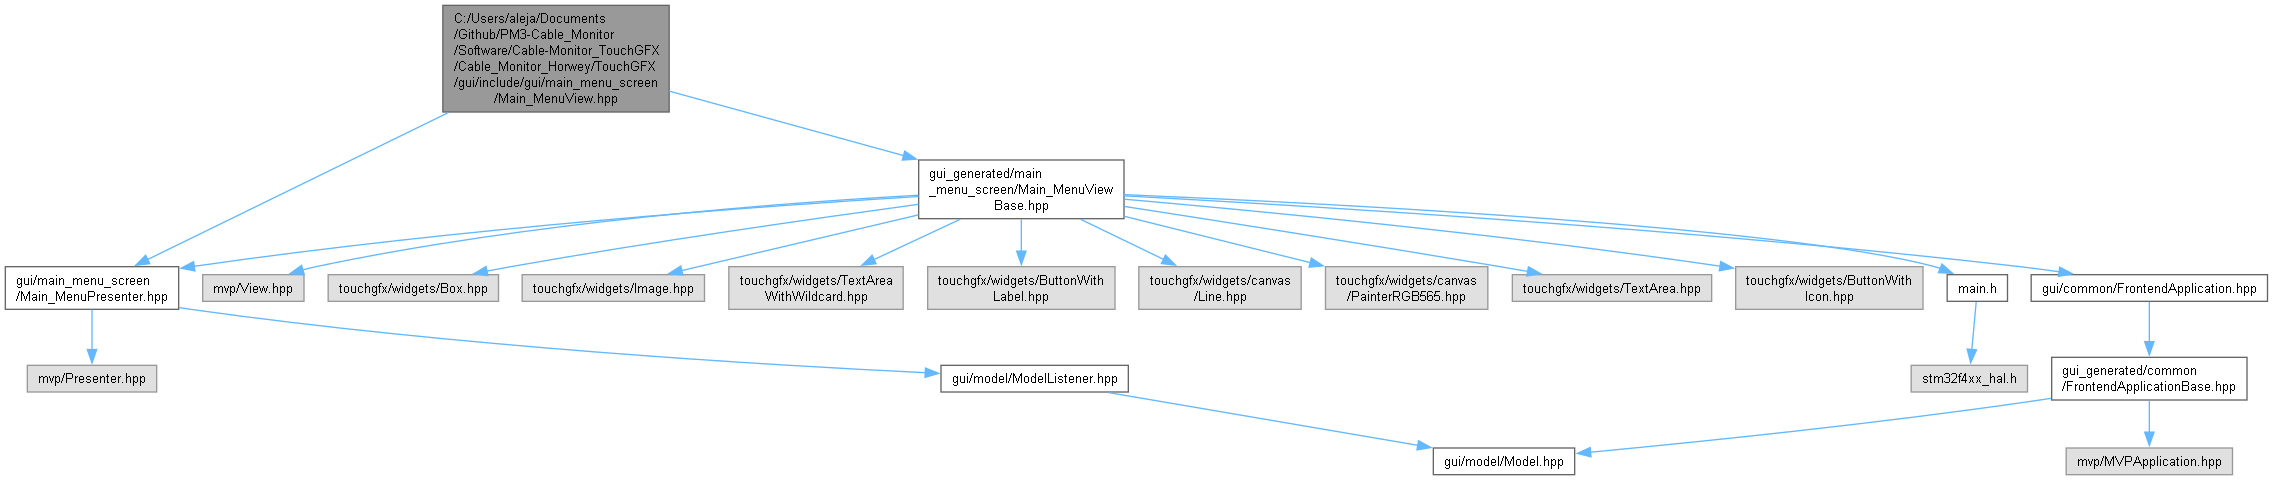 C:/Users/aleja/Documents
/Github/PM3-Cable_Monitor
/Software/Cable-Monitor_TouchGFX
/Cable_Monitor_Horwey/TouchGFX
/gui/include/gui/main_menu_screen
/Main_MenuView.hpp
gui_generated/main
_menu_screen/Main_MenuView
Base.hpp
gui/main_menu_screen
/Main_MenuPresenter.hpp
mvp/View.hpp
touchgfx/widgets/Box.hpp
touchgfx/widgets/Image.hpp
touchgfx/widgets/TextArea
WithWildcard.hpp
touchgfx/widgets/ButtonWith
Label.hpp
touchgfx/widgets/canvas
/Line.hpp
touchgfx/widgets/canvas
/PainterRGB565.hpp
touchgfx/widgets/TextArea.hpp
touchgfx/widgets/ButtonWith
Icon.hpp
main.h
gui/common/FrontendApplication.hpp
mvp/Presenter.hpp
gui/model/ModelListener.hpp
stm32f4xx_hal.h
gui_generated/common
/FrontendApplicationBase.hpp
gui/model/Model.hpp
mvp/MVPApplication.hpp